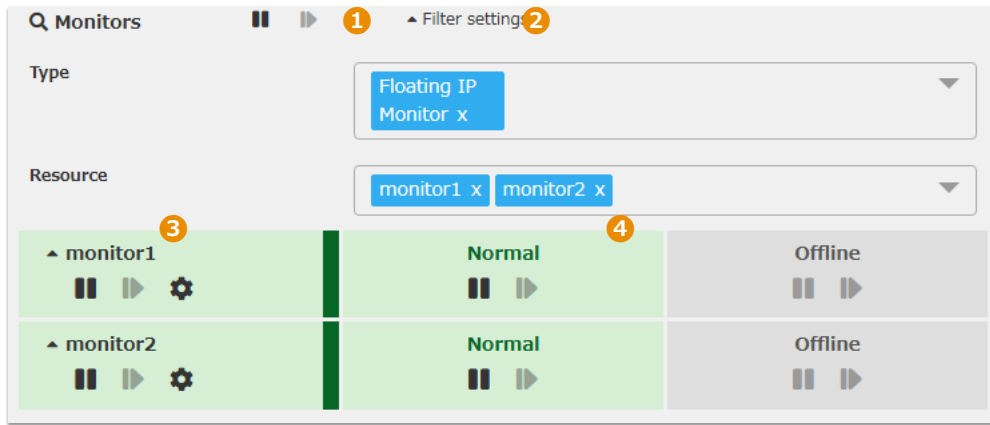 Monitors 1 Filter settings 2
Type
Floating IP
Monitor x
Resource
monitor1 x monitor2 x
3 4
monitor1 Normal Offline
monitor2 Normal Offline